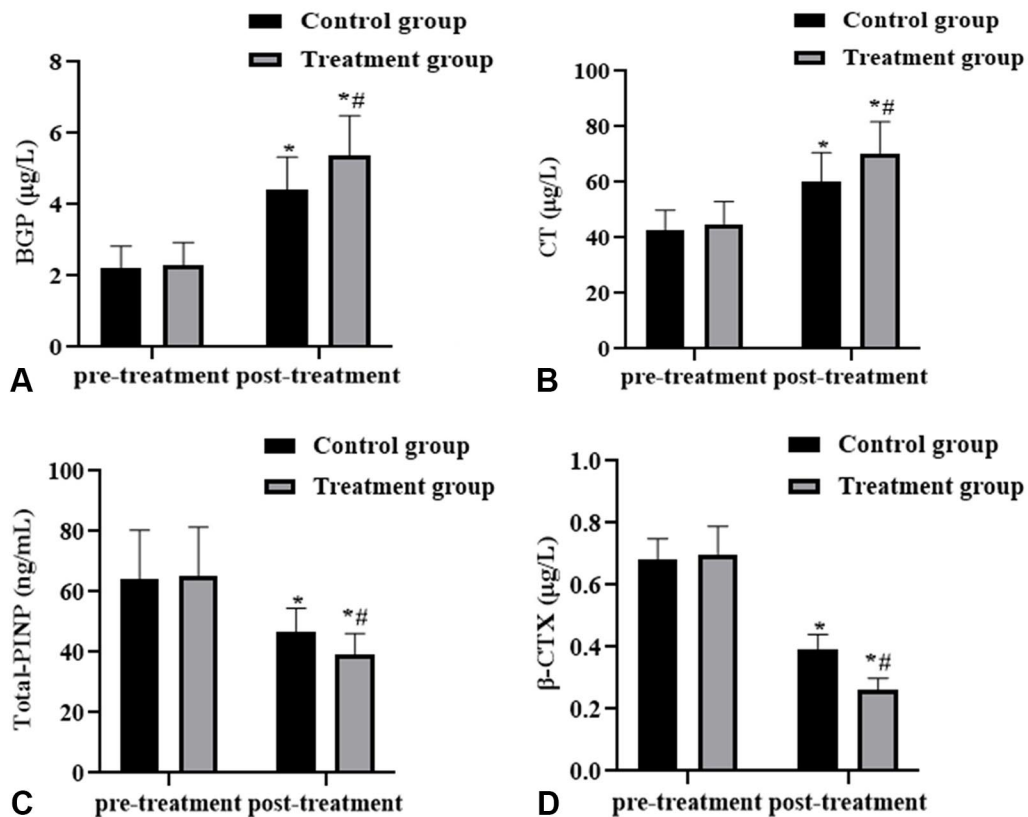 Control group
Treatment group
8
6
4
2
0
BGP (μg/L)
*
*#
pre-treatment post-treatment
A
Control group
Treatment group
100
80
60
40
20
0
CT (μg/L)
*
*#
pre-treatment post-treatment
B
Control group
Treatment group
100
80
60
40
20
0
Total-PINP (ng/mL)
*
*#
pre-treatment post-treatment
C
Control group
Treatment group
1.0
0.8
0.6
0.4
0.2
0.0
β-CTX (μg/L)
*
*#
pre-treatment post-treatment
D